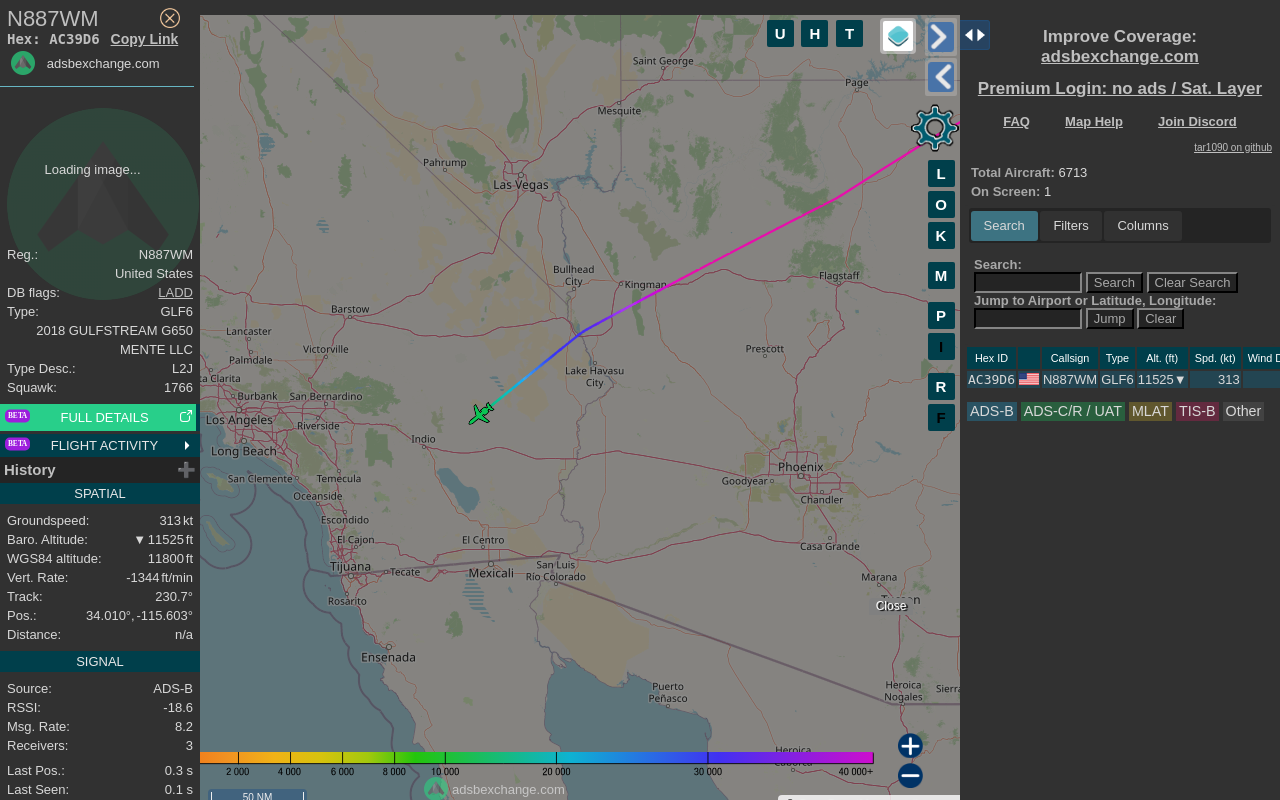 N887WM
Hex: AC39D6 Copy Link
adsbexchange.com
Loading image...
Reg.: N887WM
United States
DB flags: LADD
Type: GLF6
2018 GULFSTREAM G650
MENTE LLC
Type Desc.: L2J
Squawk: 1766
BETA FULL DETAILS
BETA FLIGHT ACTIVITY
History
SPATIAL
Groundspeed: 313 kt
Baro. Altitude: ▼ 11525 ft
WGS84 altitude: 11800 ft
Vert. Rate: -1344 ft/min
Track: 230.7°
Pos.: 34.010°, -115.603°
Distance: n/a
SIGNAL
Source: ADS-B
RSSI: -18.6
Msg. Rate: 8.2
Receivers: 3
Last Pos.: 0.3 s
Last Seen: 0.1 s
U H T
Saint George
Page
Mesquite
Pahrump
Las Vegas
Bullhead
City
Kingman
Flagstaff
Barstow
Lancaster
Victorville
Prescott
Palmdale
ta Clarita
Lake Havasu
City
Burbank
San Bernardino
Los Angeles
Riverside
Indio
Long Beach
Phoenix
San Clemente
Temecula
Goodyear
Oceanside
Chandler
Escondido
El Cajon
El Centro
Casa Grande
Tijuana
Tecate
Mexicali
San Luis
Río Colorado
Marana
Rosarito
Close
Ensenada
Puerto
Peñasco
Heroica
Nogales
Sierr
Heroica
L
O
K
M
P
I
R
F
2 000 4 000 6 000 8 000 10 000 20 000 30 000 40 000+
adsbexchange.com
50 NM
Improve Coverage:
adsbexchange.com
Premium Login: no ads / Sat. Layer
FAQ Map Help Join Discord
tar1090 on github
Total Aircraft: 6713
On Screen: 1
Search Filters Columns
Search:
Search Clear Search
Jump to Airport or Latitude, Longitude:
Jump Clear
Hex ID Callsign Type Alt. (ft) Spd. (kt) Wind D
AC39D6 N887WM GLF6 11525▼ 313
ADS-B ADS-C/R / UAT MLAT TIS-B Other